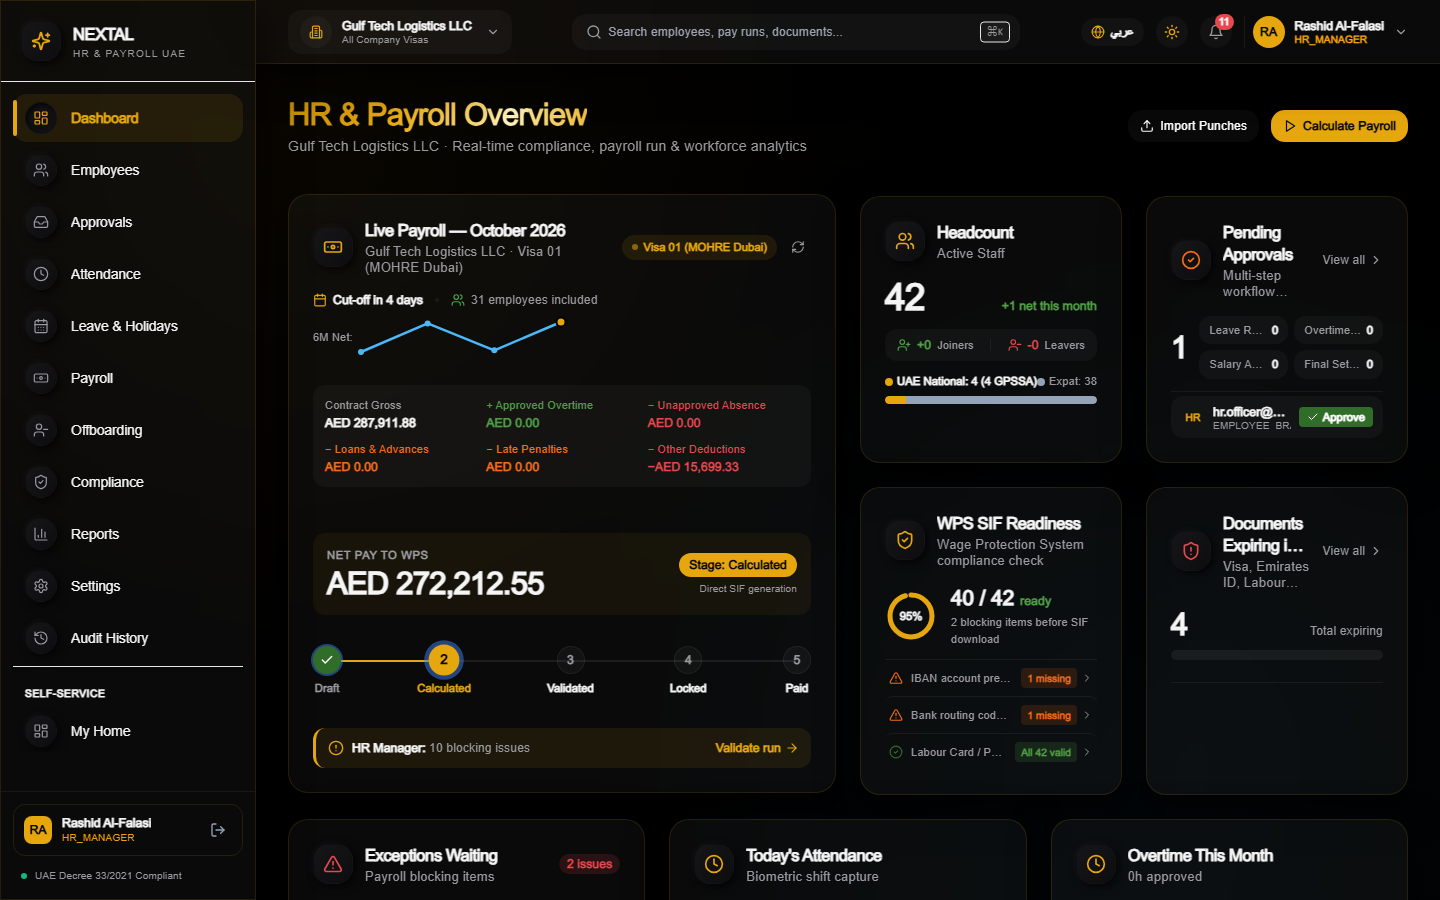 NEXTAL
HR & PAYROLL UAE
Dashboard
Employees
Approvals
Attendance
Leave & Holidays
Payroll
Offboarding
Compliance
Reports
Settings
Audit History
SELF-SERVICE
My Home
RA
Rashid Al-Falasi
HR_MANAGER
UAE Decree 33/2021 Compliant
Gulf Tech Logistics LLC
All Company Visas
Search employees, pay runs, documents...
⌘K
عربي
11
RA
Rashid Al-Falasi
HR_MANAGER
HR & Payroll Overview
Gulf Tech Logistics LLC · Real-time compliance, payroll run & workforce analytics
Import Punches
Calculate Payroll
Live Payroll — October 2026
Gulf Tech Logistics LLC · Visa 01
(MOHRE Dubai)
Visa 01 (MOHRE Dubai)
Cut-off in 4 days
31 employees included
6M Net:
Contract Gross
AED 287,911.88
+ Approved Overtime
AED 0.00
− Unapproved Absence
AED 0.00
− Loans & Advances
AED 0.00
− Late Penalties
AED 0.00
− Other Deductions
−AED 15,699.33
NET PAY TO WPS
AED 272,212.55
Stage: Calculated
Direct SIF generation
2
3
4
5
Draft
Calculated
Validated
Locked
Paid
HR Manager: 10 blocking issues
Validate run
Headcount
Active Staff
42
+1 net this month
+0 Joiners
-0 Leavers
UAE National: 4 (4 GPSSA)
Expat: 38
Pending
Approvals
Multi-step
workflow...
View all
1
Leave R... 0
Overtime... 0
Salary A... 0
Final Set... 0
HR
hr.officer@...
EMPLOYEE BR
Approve
WPS SIF Readiness
Wage Protection System
compliance check
95%
40 / 42 ready
2 blocking items before SIF
download
IBAN account pre... 1 missing
Bank routing cod... 1 missing
Labour Card / P... All 42 valid
Documents
Expiring i...
Visa, Emirates
ID, Labour...
View all
4
Total expiring
Exceptions Waiting
Payroll blocking items
2 issues
Today's Attendance
Biometric shift capture
Overtime This Month
0h approved